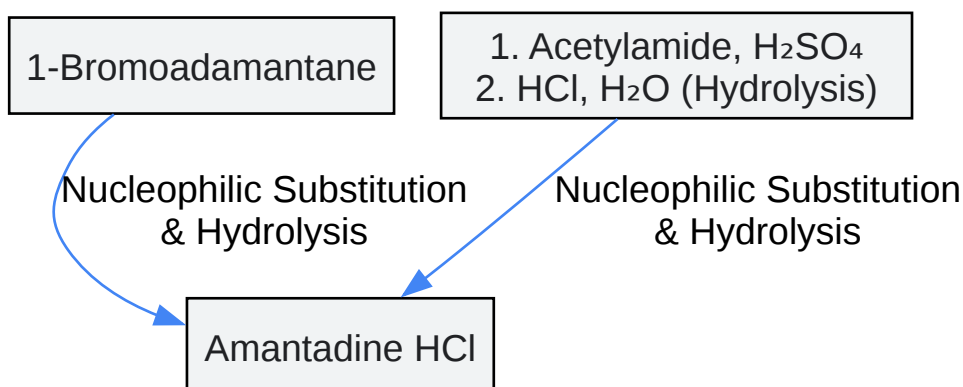 1-Bromoadamantane
1. Acetylamide, H₂SO₄
2. HCl, H₂O (Hydrolysis)
Nucleophilic Substitution
& Hydrolysis
Nucleophilic Substitution
& Hydrolysis
Amantadine HCl